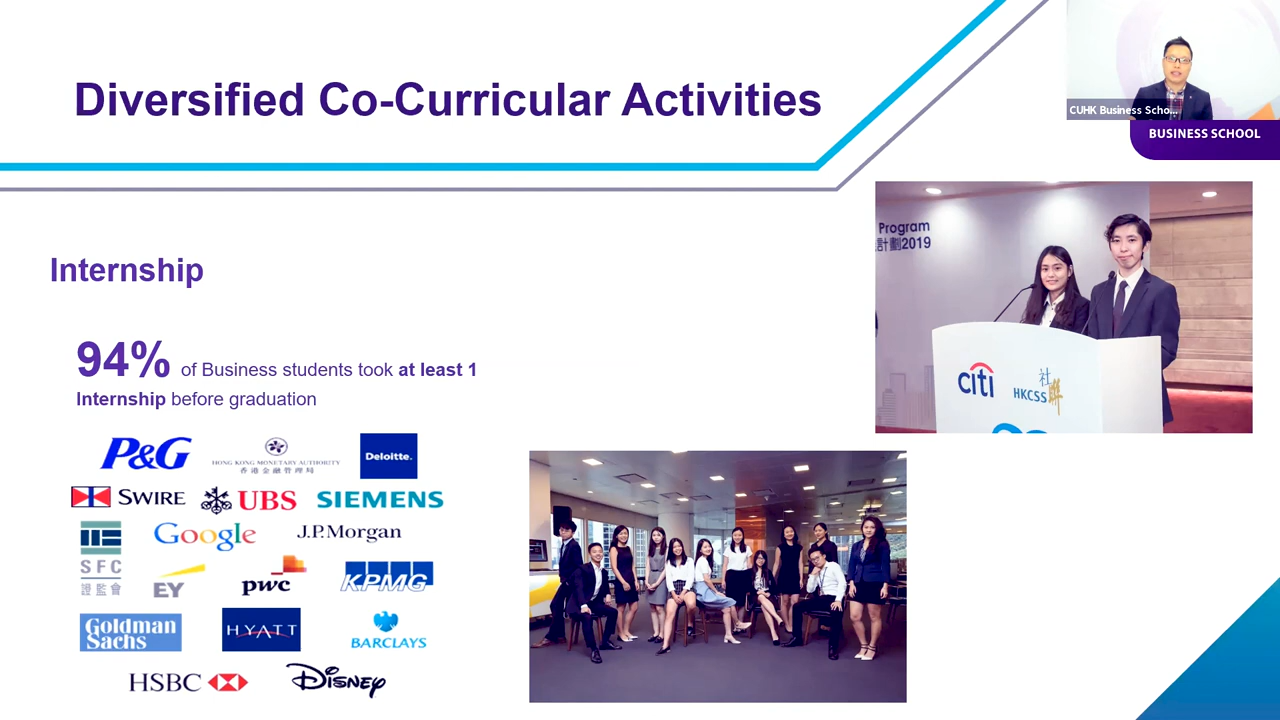 Diversified Co-Curricular Activities
CUHK Business Scho...
BUSINESS SCHOOL
Program
計劃2019
citi
HKCSS 社聯
Internship
94% of Business students took at least 1
Internship before graduation
P&G
HONG KONG MONETARY AUTHORITY
香港金融管理局
Deloitte.
SWIRE
UBS
SIEMENS
SFC
證監會
Google
J.P.Morgan
EY
pwc
KPMG
Goldman
Sachs
HYATT
BARCLAYS
HSBC
Disney